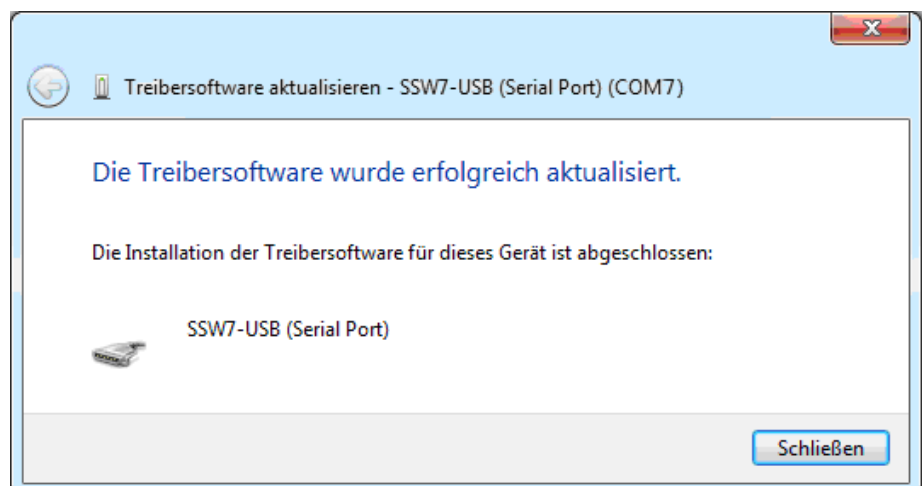 Treibersoftware aktualisieren - SSW7-USB (Serial Port) (COM7)
Die Treibersoftware wurde erfolgreich aktualisiert.
Die Installation der Treibersoftware für dieses Gerät ist abgeschlossen:
SSW7-USB (Serial Port)
Schließen